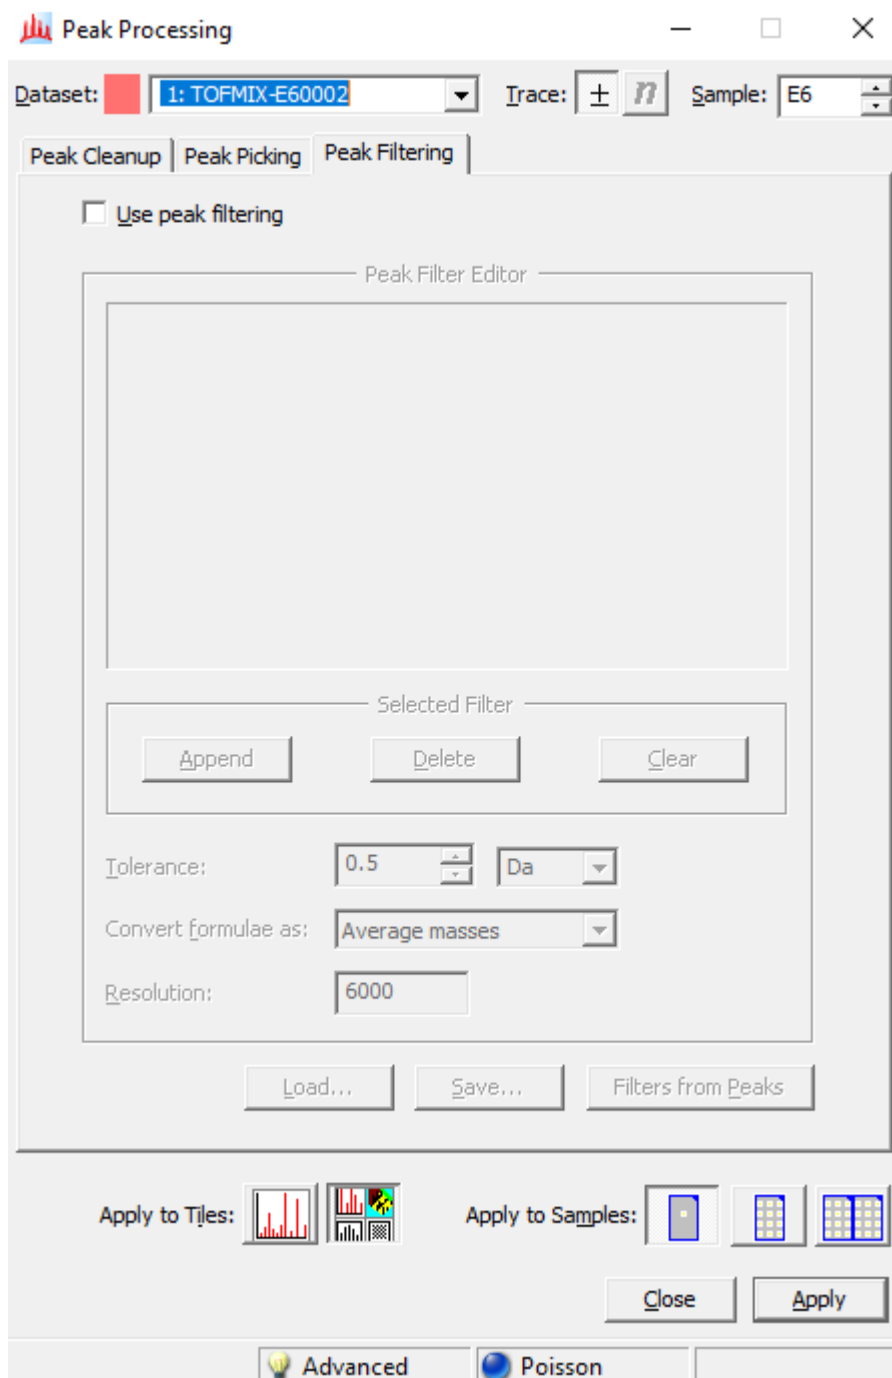 Peak Processing
Dataset: 1: TOFMIX-E60002 Trace: ± n Sample: E6
Peak Cleanup Peak Picking Peak Filtering
Use peak filtering
Peak Filter Editor
Selected Filter
Append Delete Clear
Tolerance: 0.5 Da
Convert formulae as: Average masses
Resolution: 6000
Load... Save... Filters from Peaks
Apply to Tiles: Apply to Samples:
Close Apply
Advanced Poisson